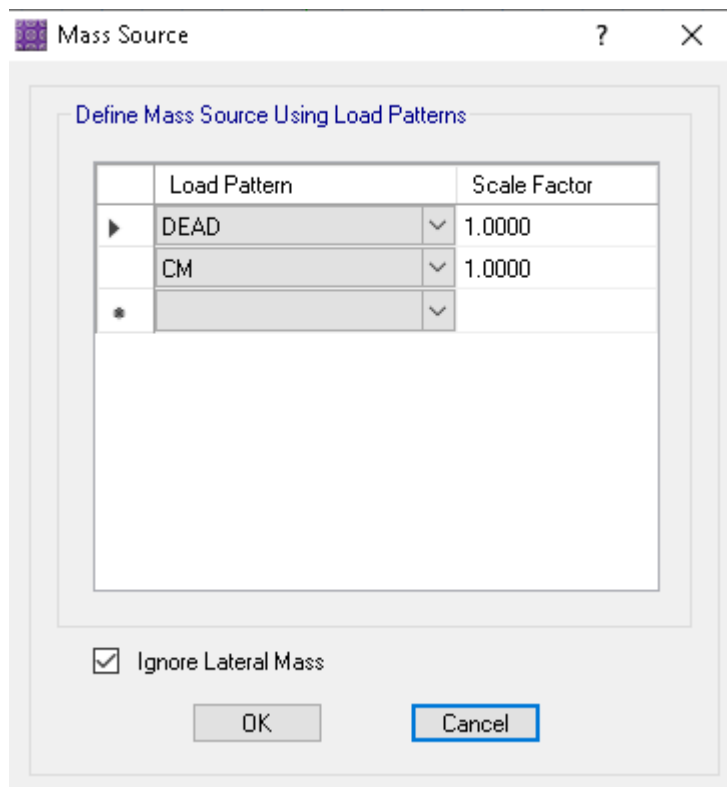 Mass Source ?
Define Mass Source Using Load Patterns
Load Pattern Scale Factor
DEAD 1.0000
CM 1.0000
Ignore Lateral Mass
OK Cancel